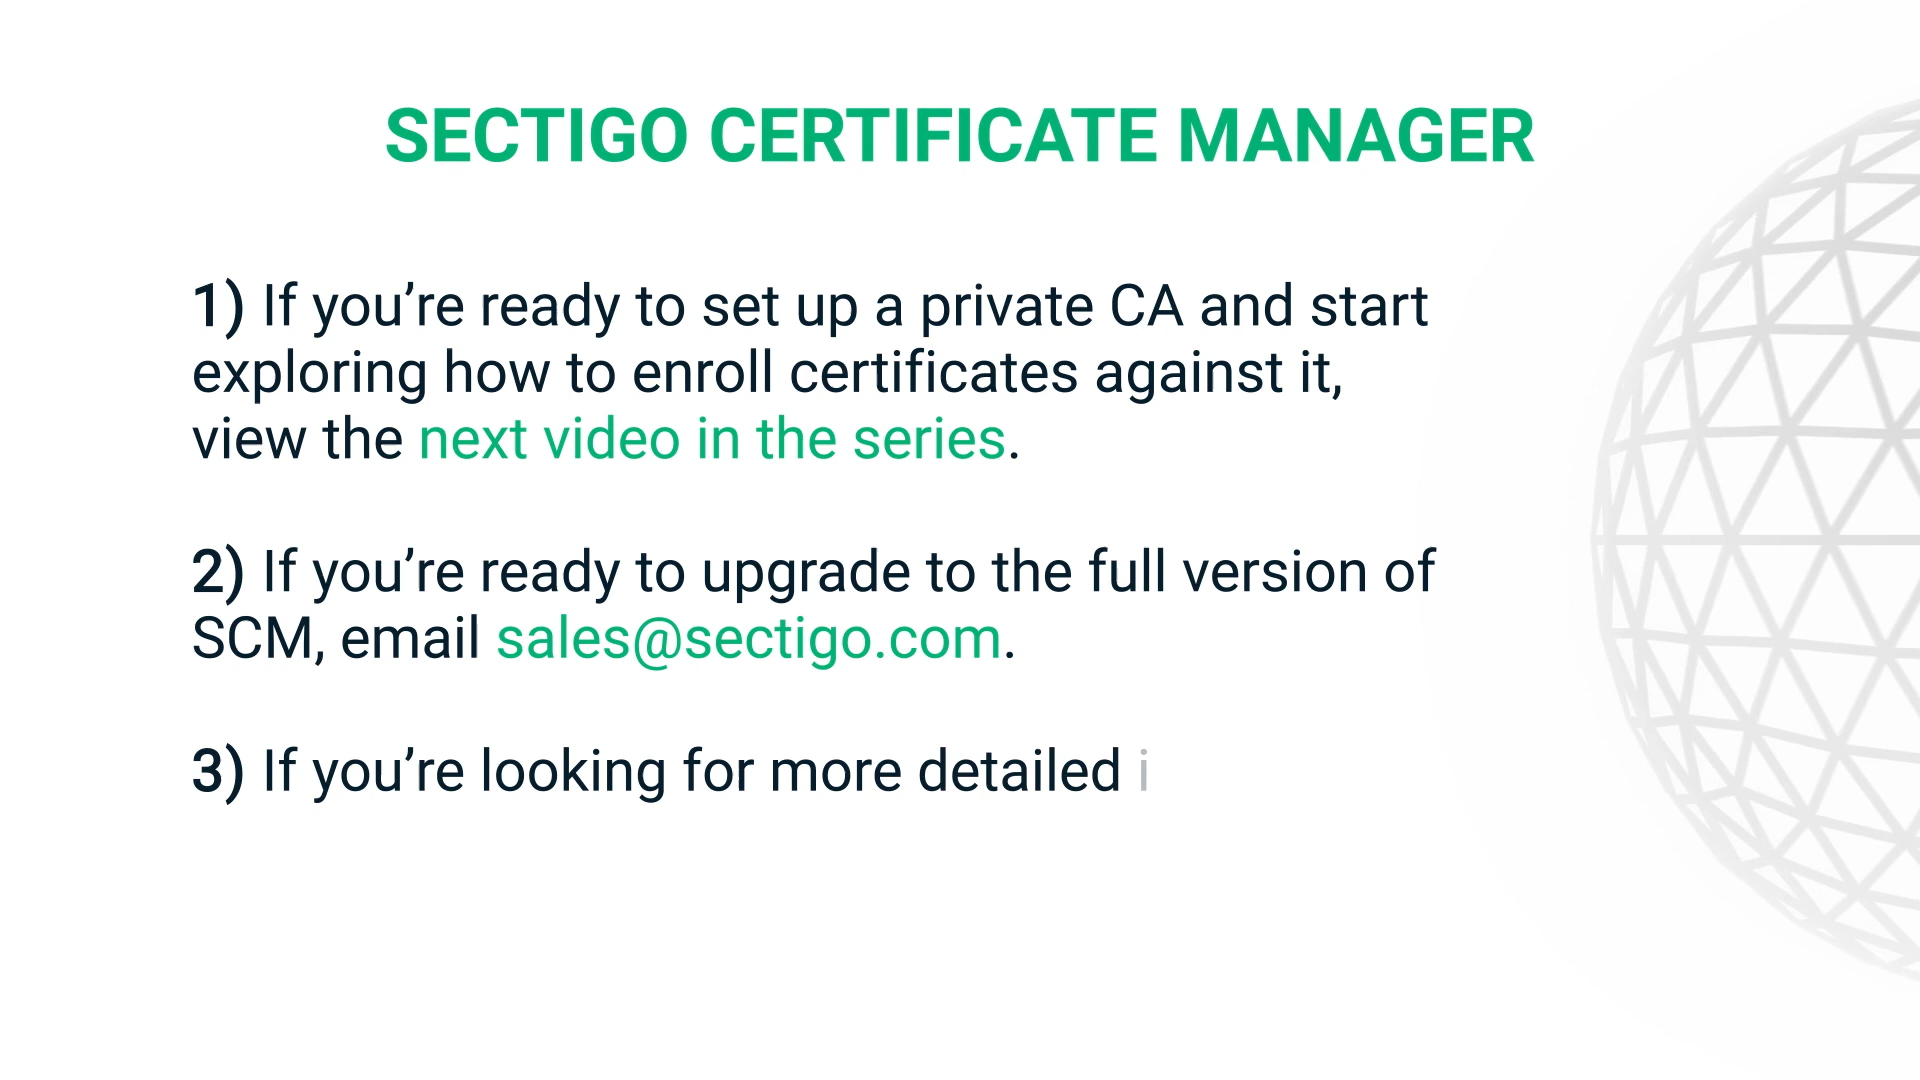 SECTIGO CERTIFICATE MANAGER
1) If you’re ready to set up a private CA and start
exploring how to enroll certificates against it,
view the next video in the series.
2) If you’re ready to upgrade to the full version of
SCM, email sales@sectigo.com.
3) If you’re looking for more detailed i